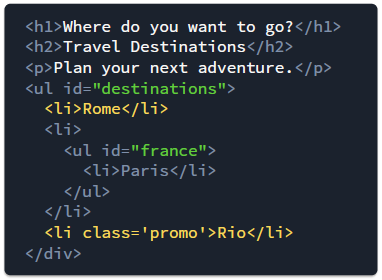 <h1>Where do you want to go?</h1>
<h2>Travel Destinations</h2>
<p>Plan your next adventure.</p>
<ul id="destinations">
  <li>Rome</li>
  <li>
    <ul id="france">
      <li>Paris</li>
    </ul>
  </li>
  <li class='promo'>Rio</li>
</div>